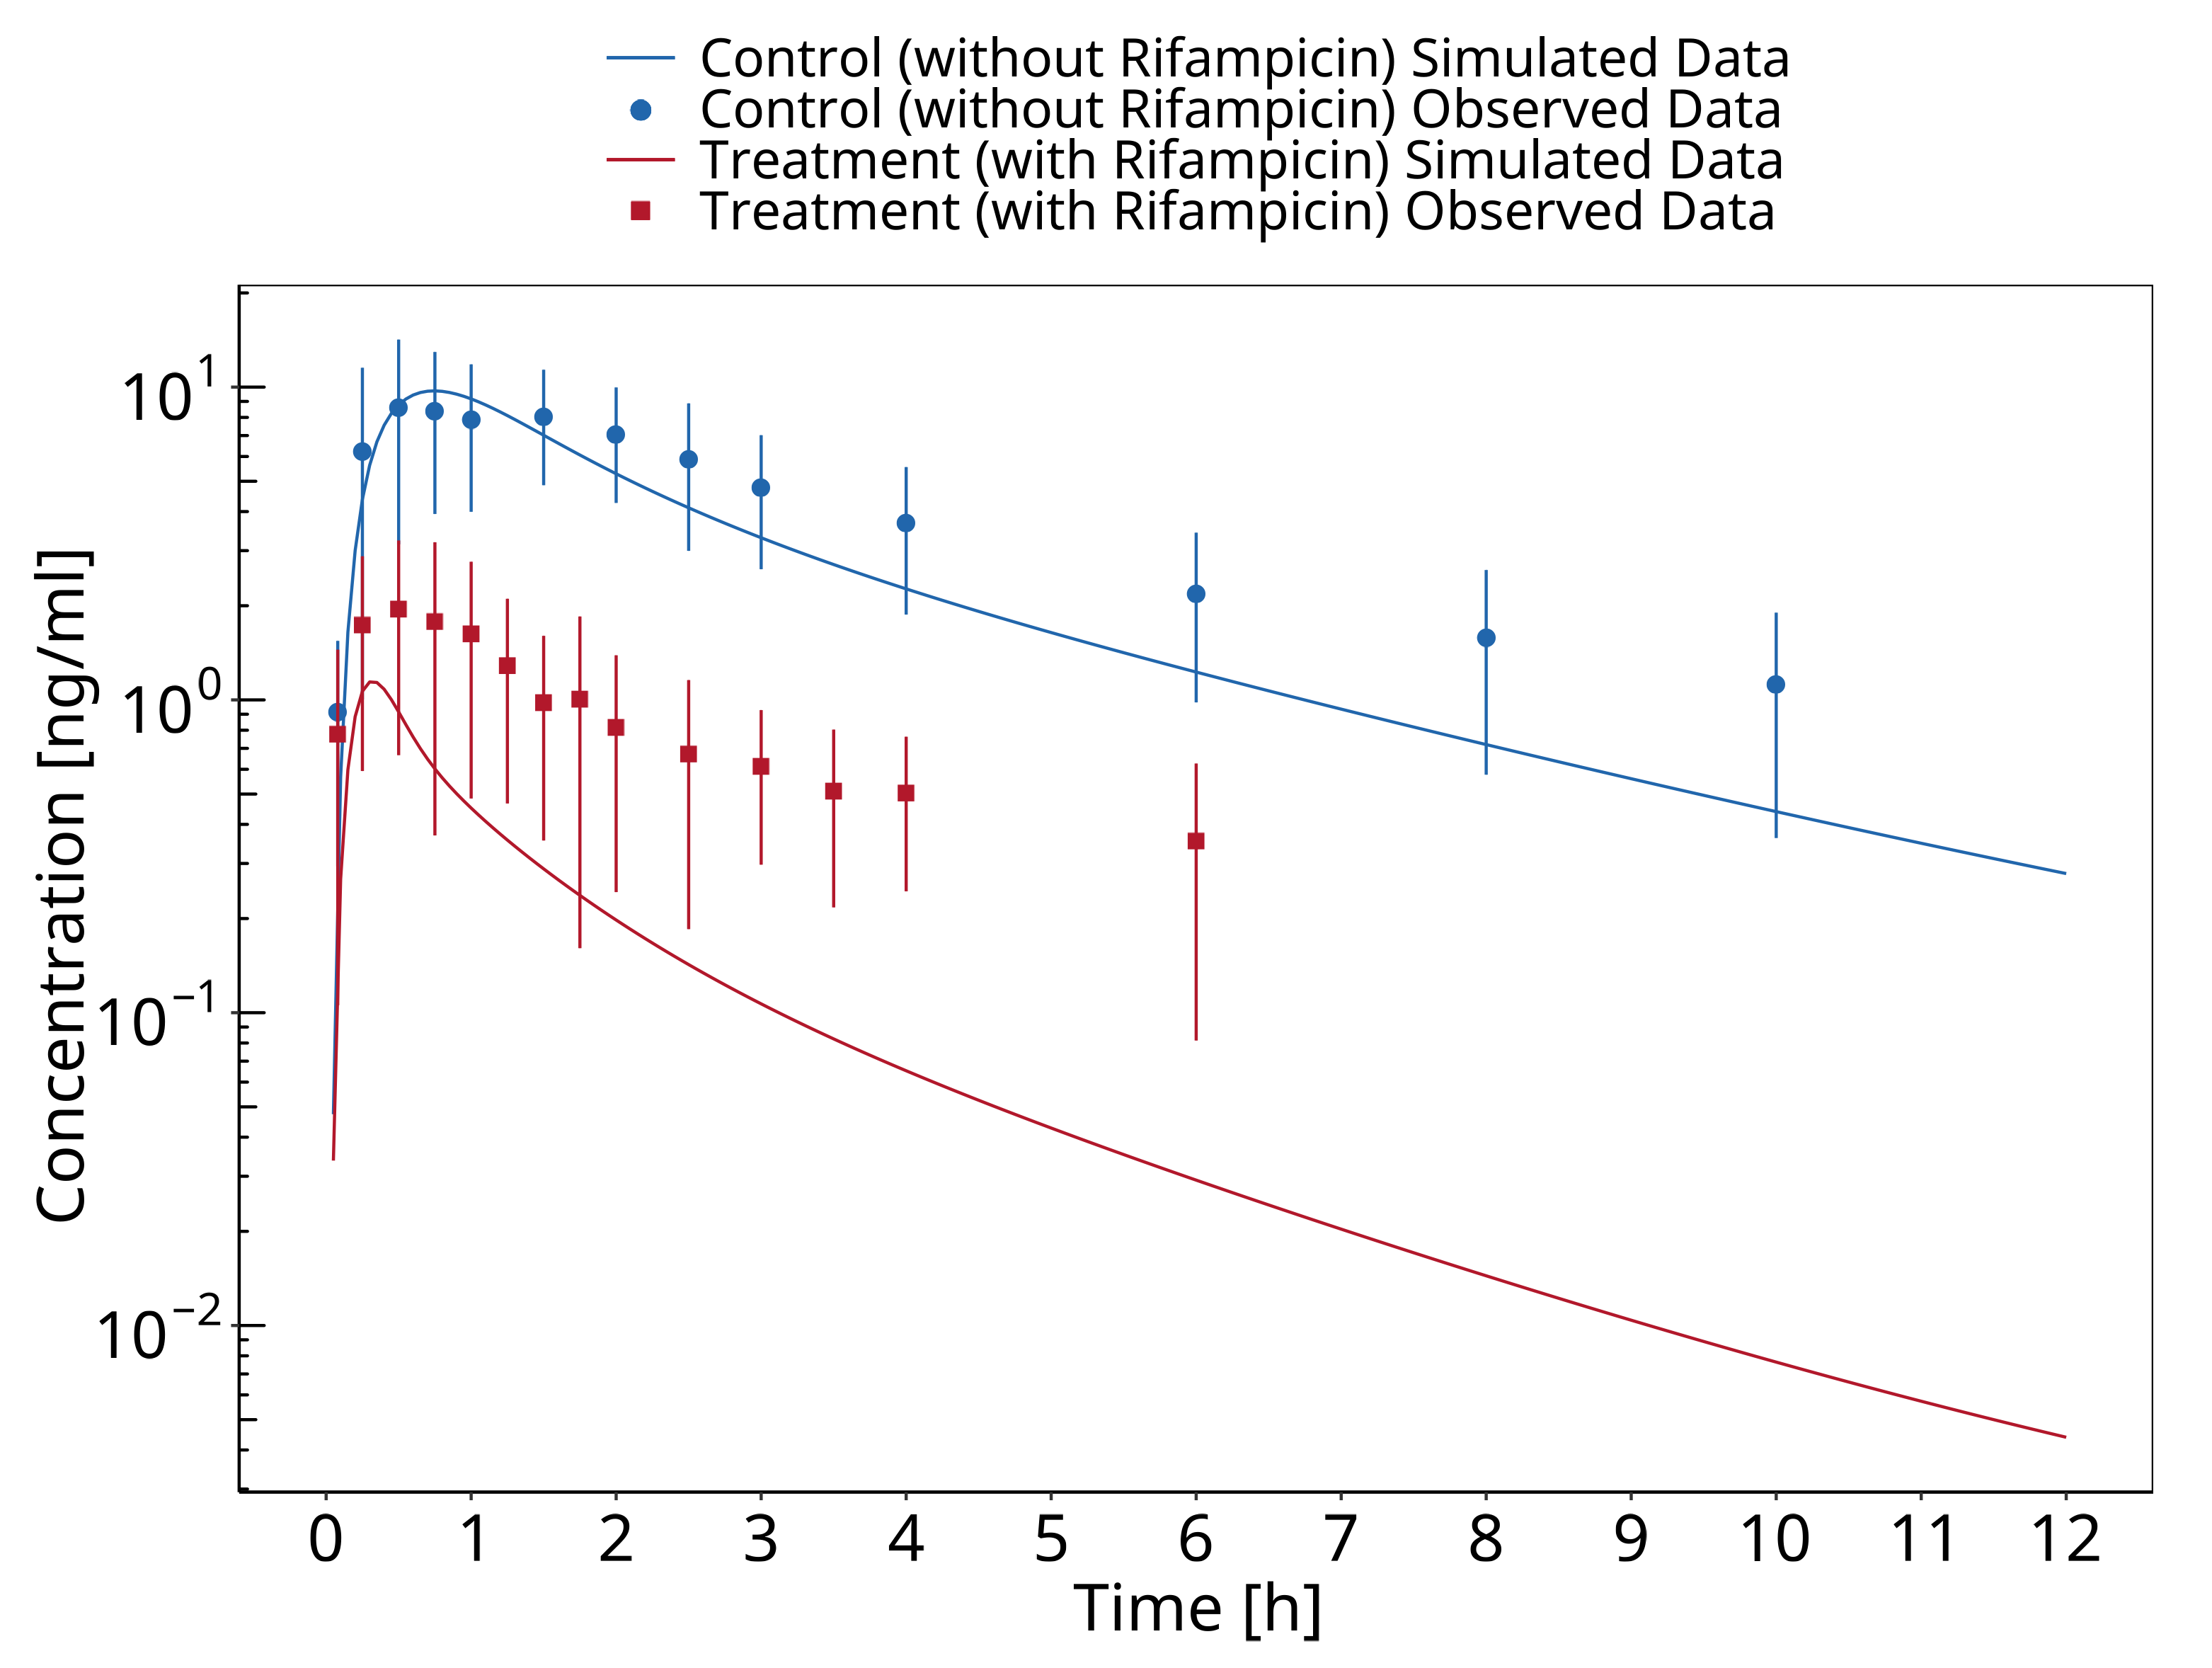 Control (without Rifampicin) Simulated Data
Control (without Rifampicin) Observed Data
Treatment (with Rifampicin) Simulated Data
Treatment (with Rifampicin) Observed Data
10^1
10^0
10^−1
10^−2
Concentration [ng/ml]
0 1 2 3 4 5 6 7 8 9 10 11 12
Time [h]